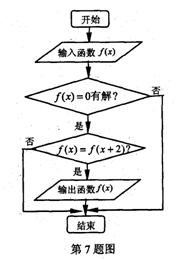 开始
输入函数 f(x)
f(x)=0有解?
否
是
否
f(x)=f(x+2)?
是
输出函数f(x)
结束
第7题图